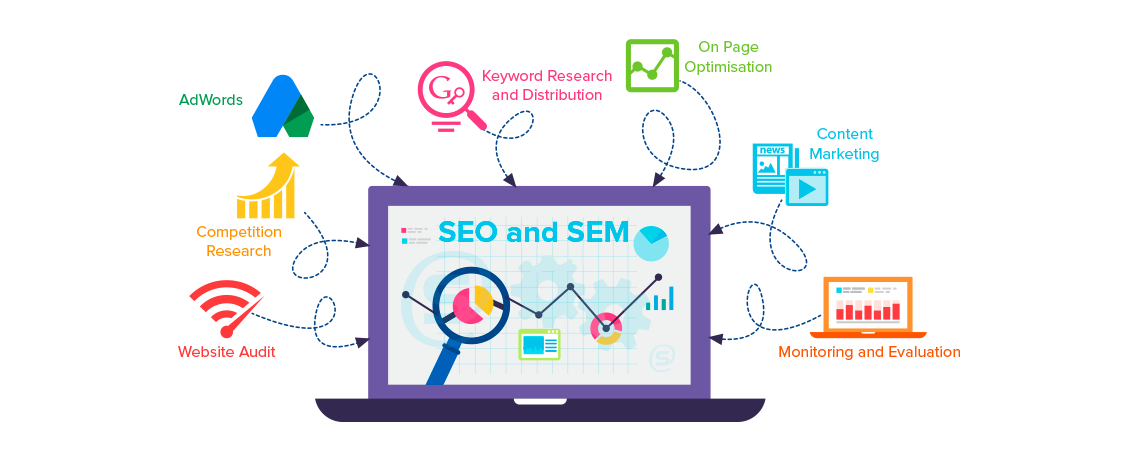 On Page
Optimisation
Keyword Research
and Distribution
G
AdWords
Content
Marketing
news
Competition
Research
SEO and SEM
Website Audit
Monitoring and Evaluation